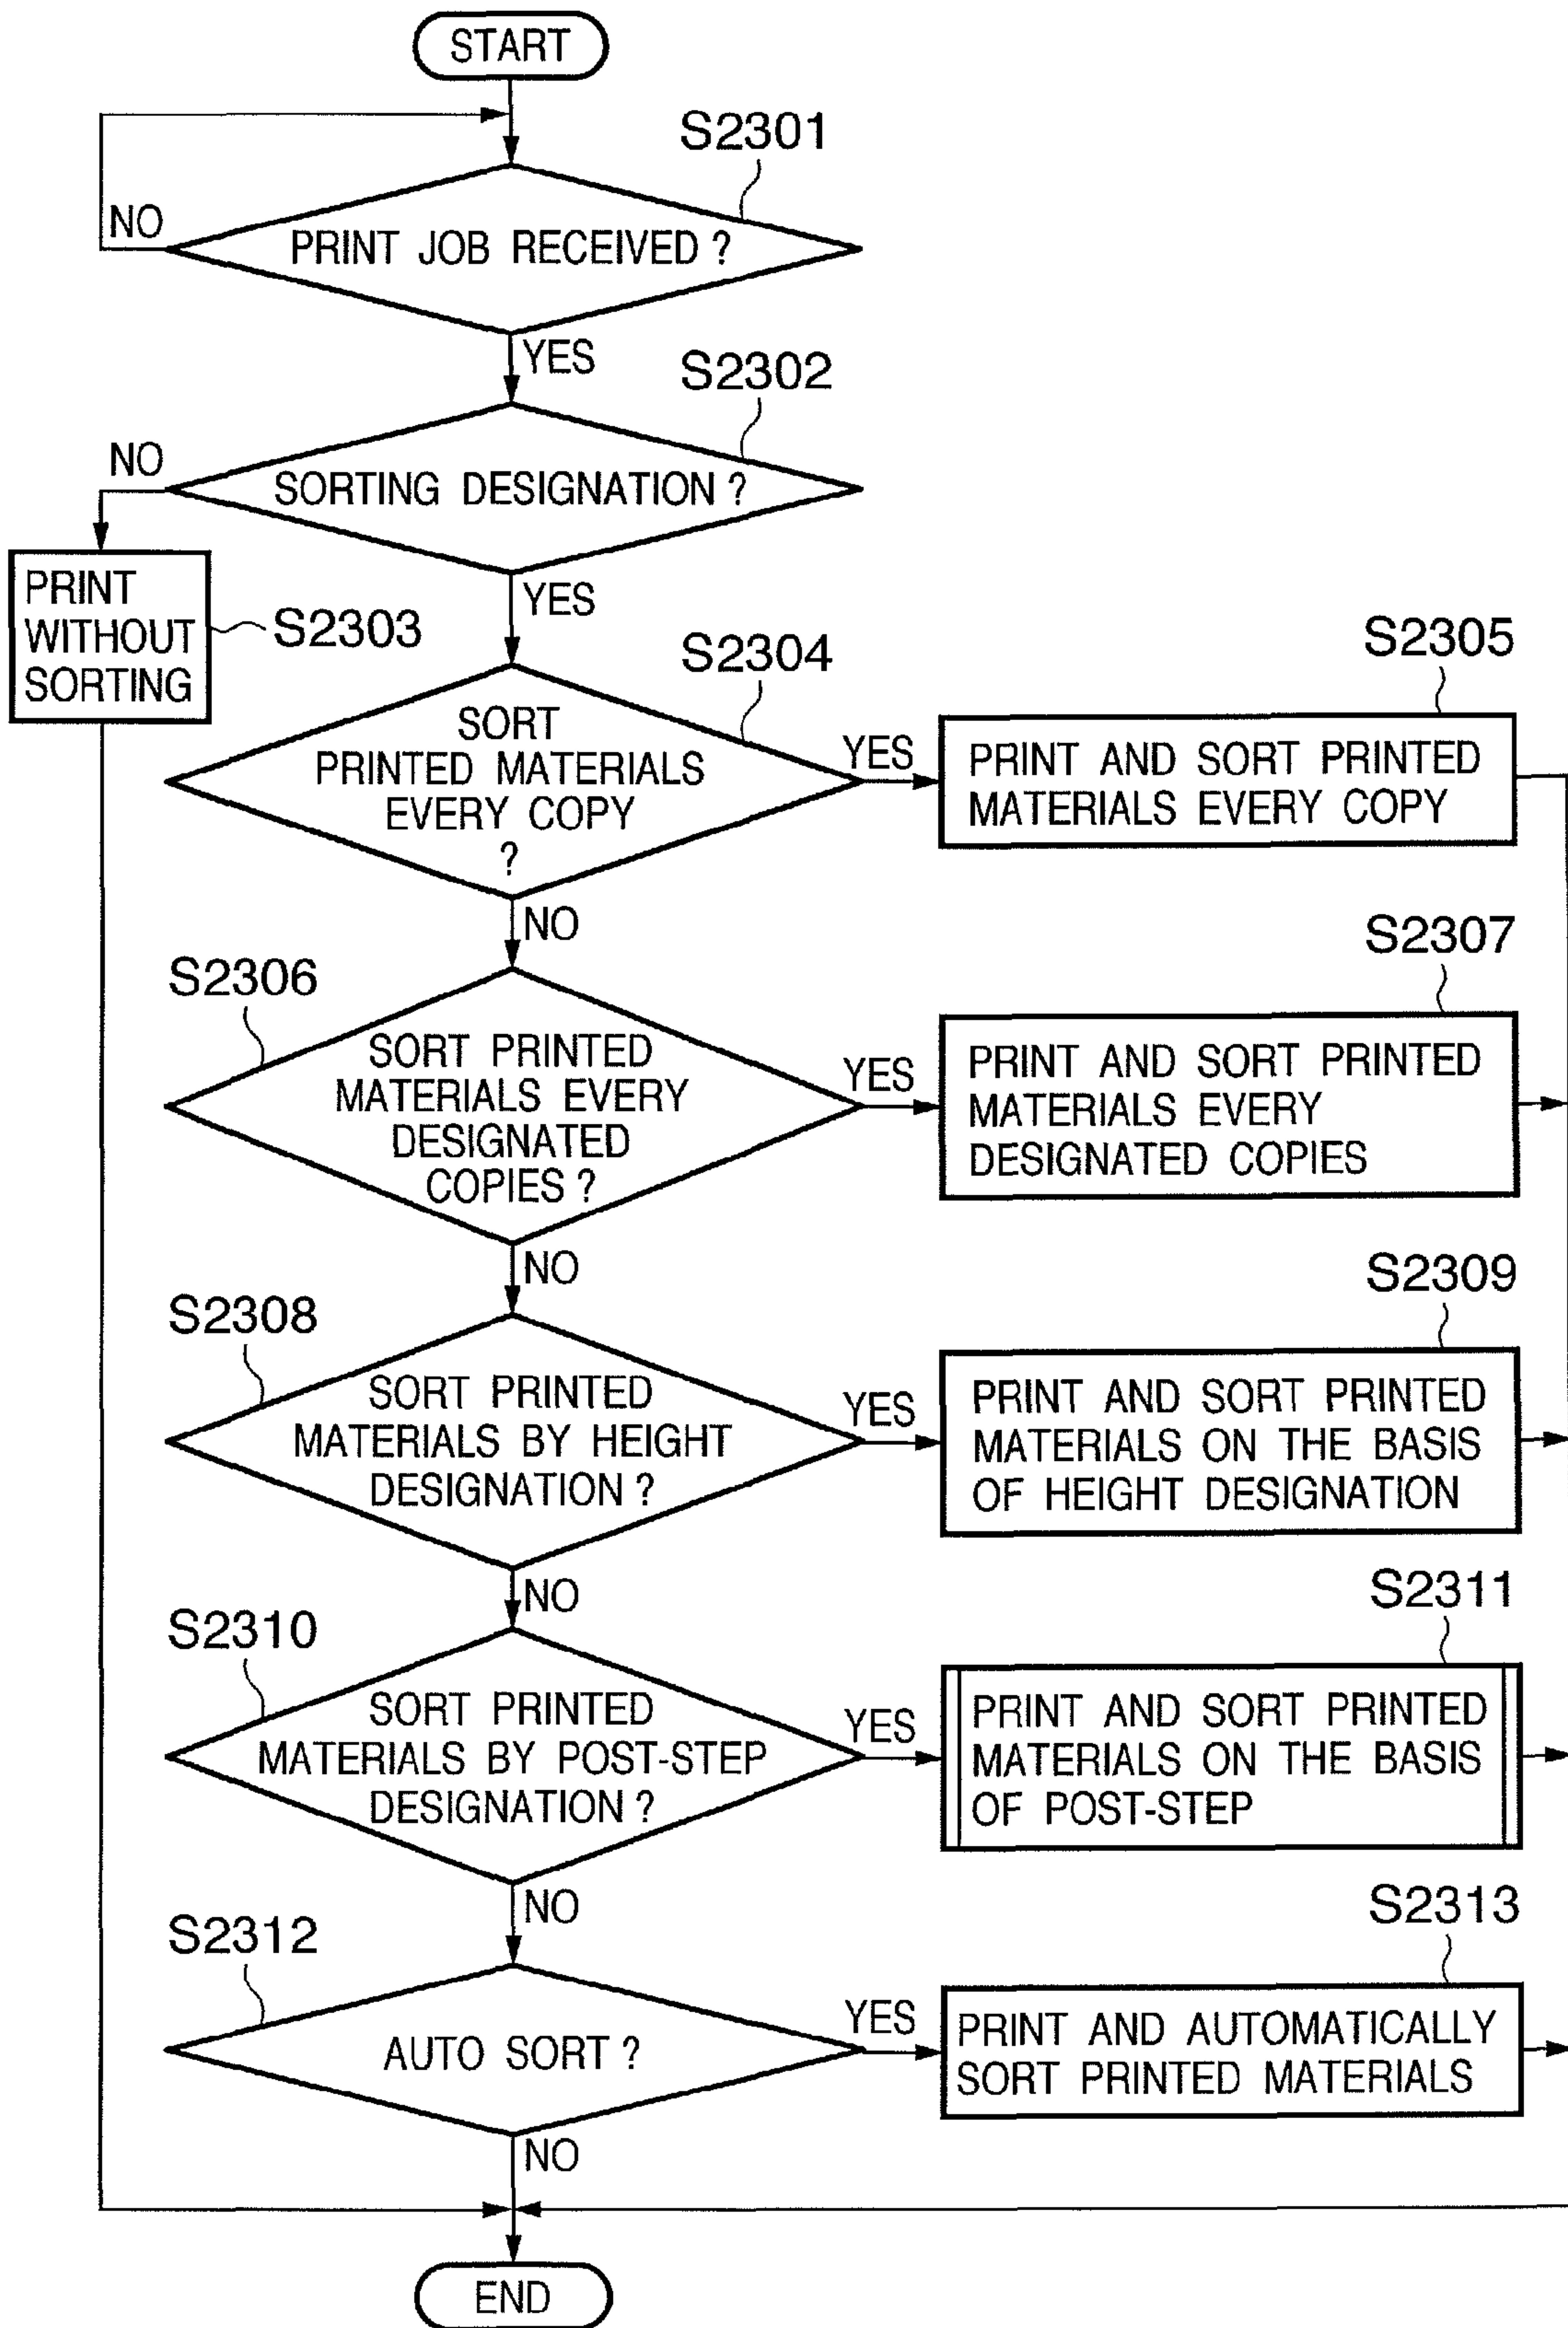 START
S2301
NO
PRINT JOB RECEIVED ?
YES
S2302
NO
SORTING DESIGNATION ?
YES
PRINT
WITHOUT
SORTING
S2303
S2304
SORT
PRINTED MATERIALS
EVERY COPY
?
YES
S2305
PRINT AND SORT PRINTED
MATERIALS EVERY COPY
NO
S2306
SORT PRINTED
MATERIALS EVERY
DESIGNATED
COPIES ?
YES
S2307
PRINT AND SORT PRINTED
MATERIALS EVERY
DESIGNATED COPIES
NO
S2308
SORT PRINTED
MATERIALS BY HEIGHT
DESIGNATION ?
YES
S2309
PRINT AND SORT PRINTED
MATERIALS ON THE BASIS
OF HEIGHT DESIGNATION
NO
S2310
SORT PRINTED
MATERIALS BY POST-STEP
DESIGNATION ?
YES
S2311
PRINT AND SORT PRINTED
MATERIALS ON THE BASIS
OF POST-STEP
NO
S2312
AUTO SORT ?
YES
S2313
PRINT AND AUTOMATICALLY
SORT PRINTED MATERIALS
NO
END